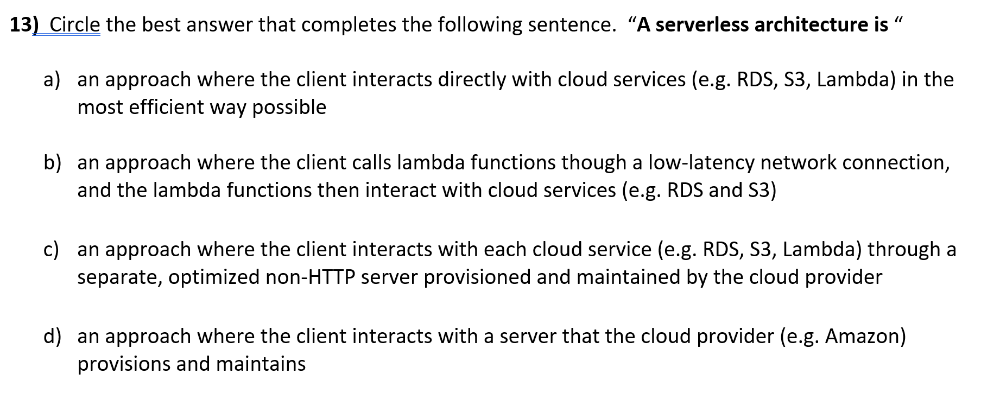 13) Circle the best answer that completes the following sentence. “A serverless architecture is “
a) an approach where the client interacts directly with cloud services (e.g. RDS, S3, Lambda) in the
most efficient way possible
b) an approach where the client calls lambda functions though a low-latency network connection,
and the lambda functions then interact with cloud services (e.g. RDS and S3)
c) an approach where the client interacts with each cloud service (e.g. RDS, S3, Lambda) through a
separate, optimized non-HTTP server provisioned and maintained by the cloud provider
d) an approach where the client interacts with a server that the cloud provider (e.g. Amazon)
provisions and maintains